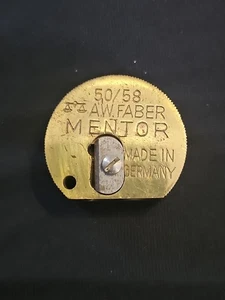 50/58
A.W. FABER
MENTOR
MADE IN
GERMANY